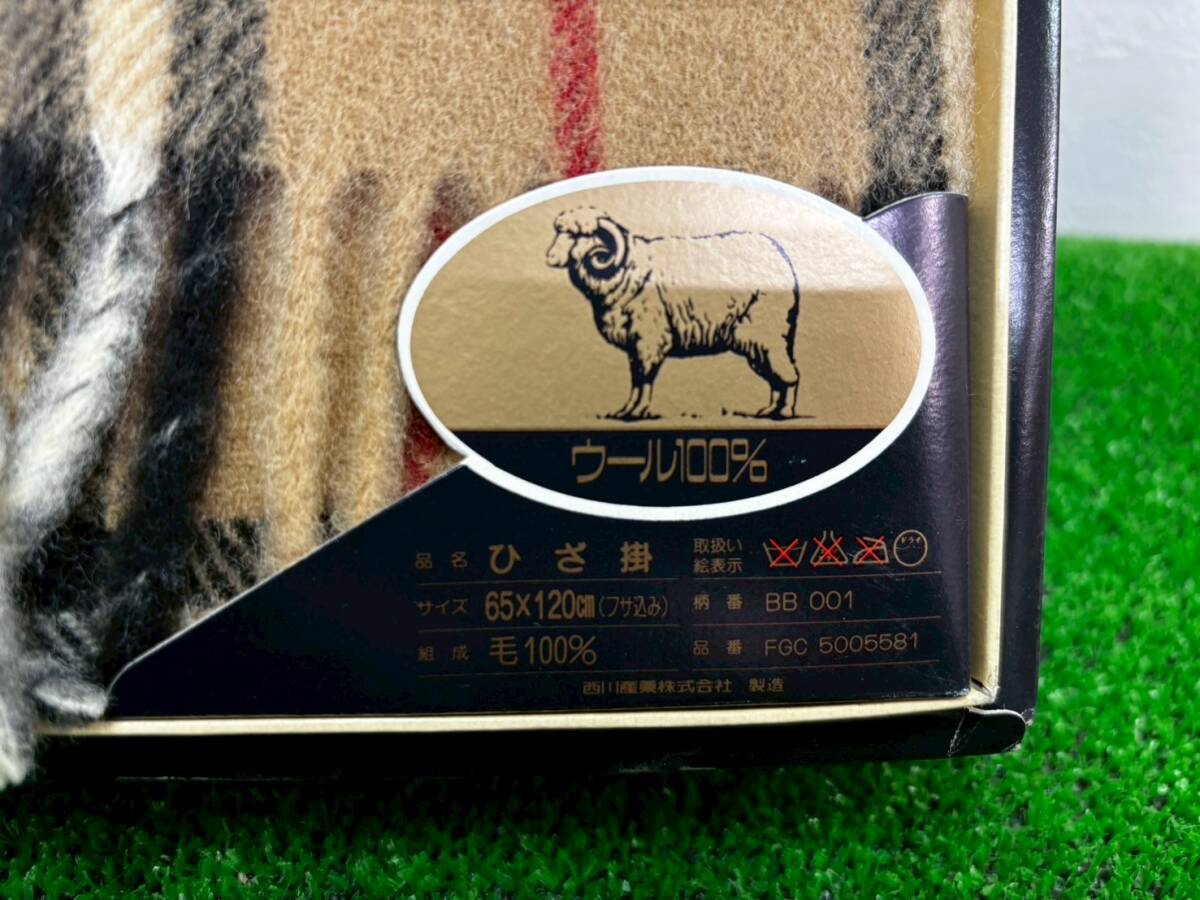 ウール100%
品名 ひざ掛
サイズ 65×120cm(フサ込み)
組成 毛100%
取扱い
絵表示 ドライ
柄番 BB 001
品番 FGC 5005581
西川産業株式会社 製造